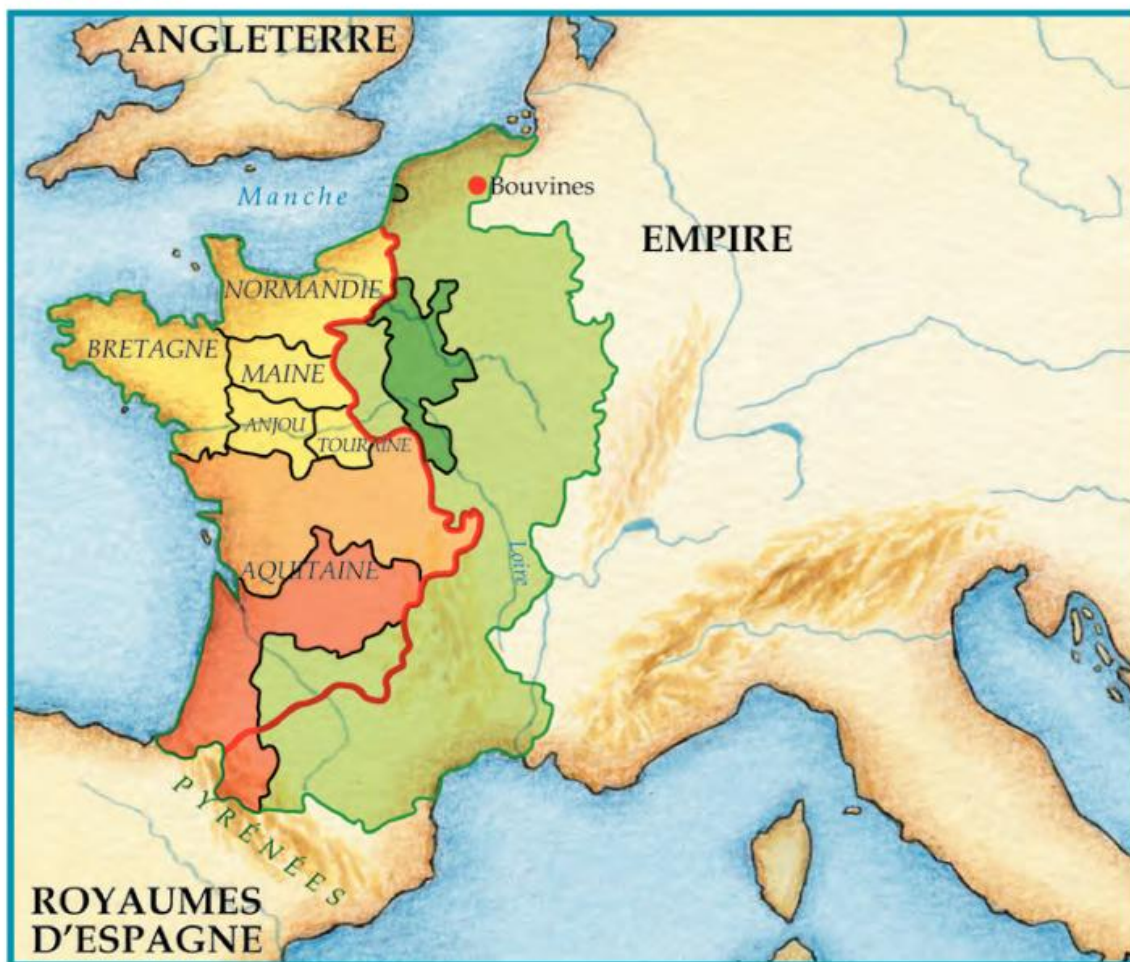 ANGLETERRE
Manche
Bouvines
EMPIRE
NORMANDIE
BRETAGNE
MAINE
ANJOU
TOURAINE
Loire
AQUITAINE
PYRÉNÉES
ROYAUMES
D'ESPAGNE